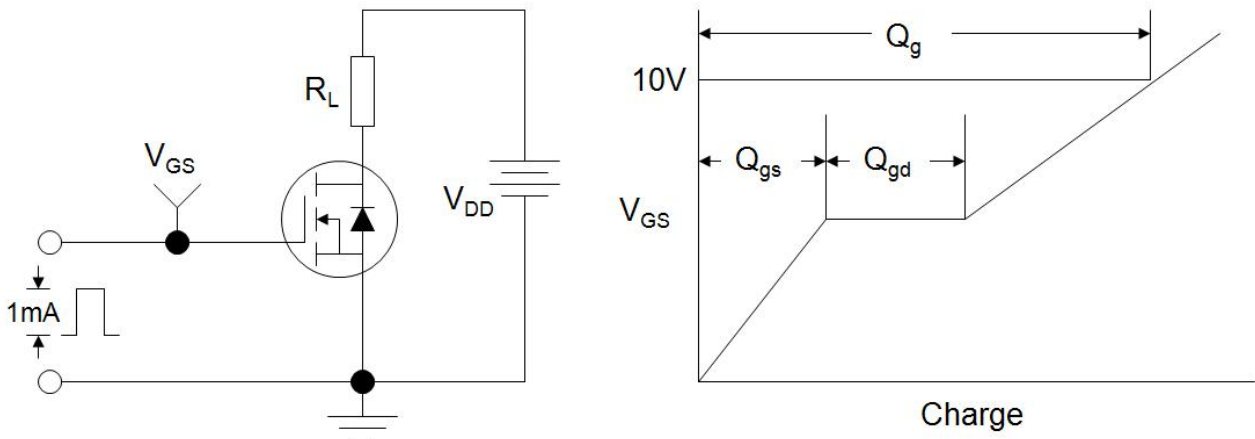 R_L
V_GS
V_DD
1mA
Q_g
10V
Q_gs
Q_gd
V_GS
Charge